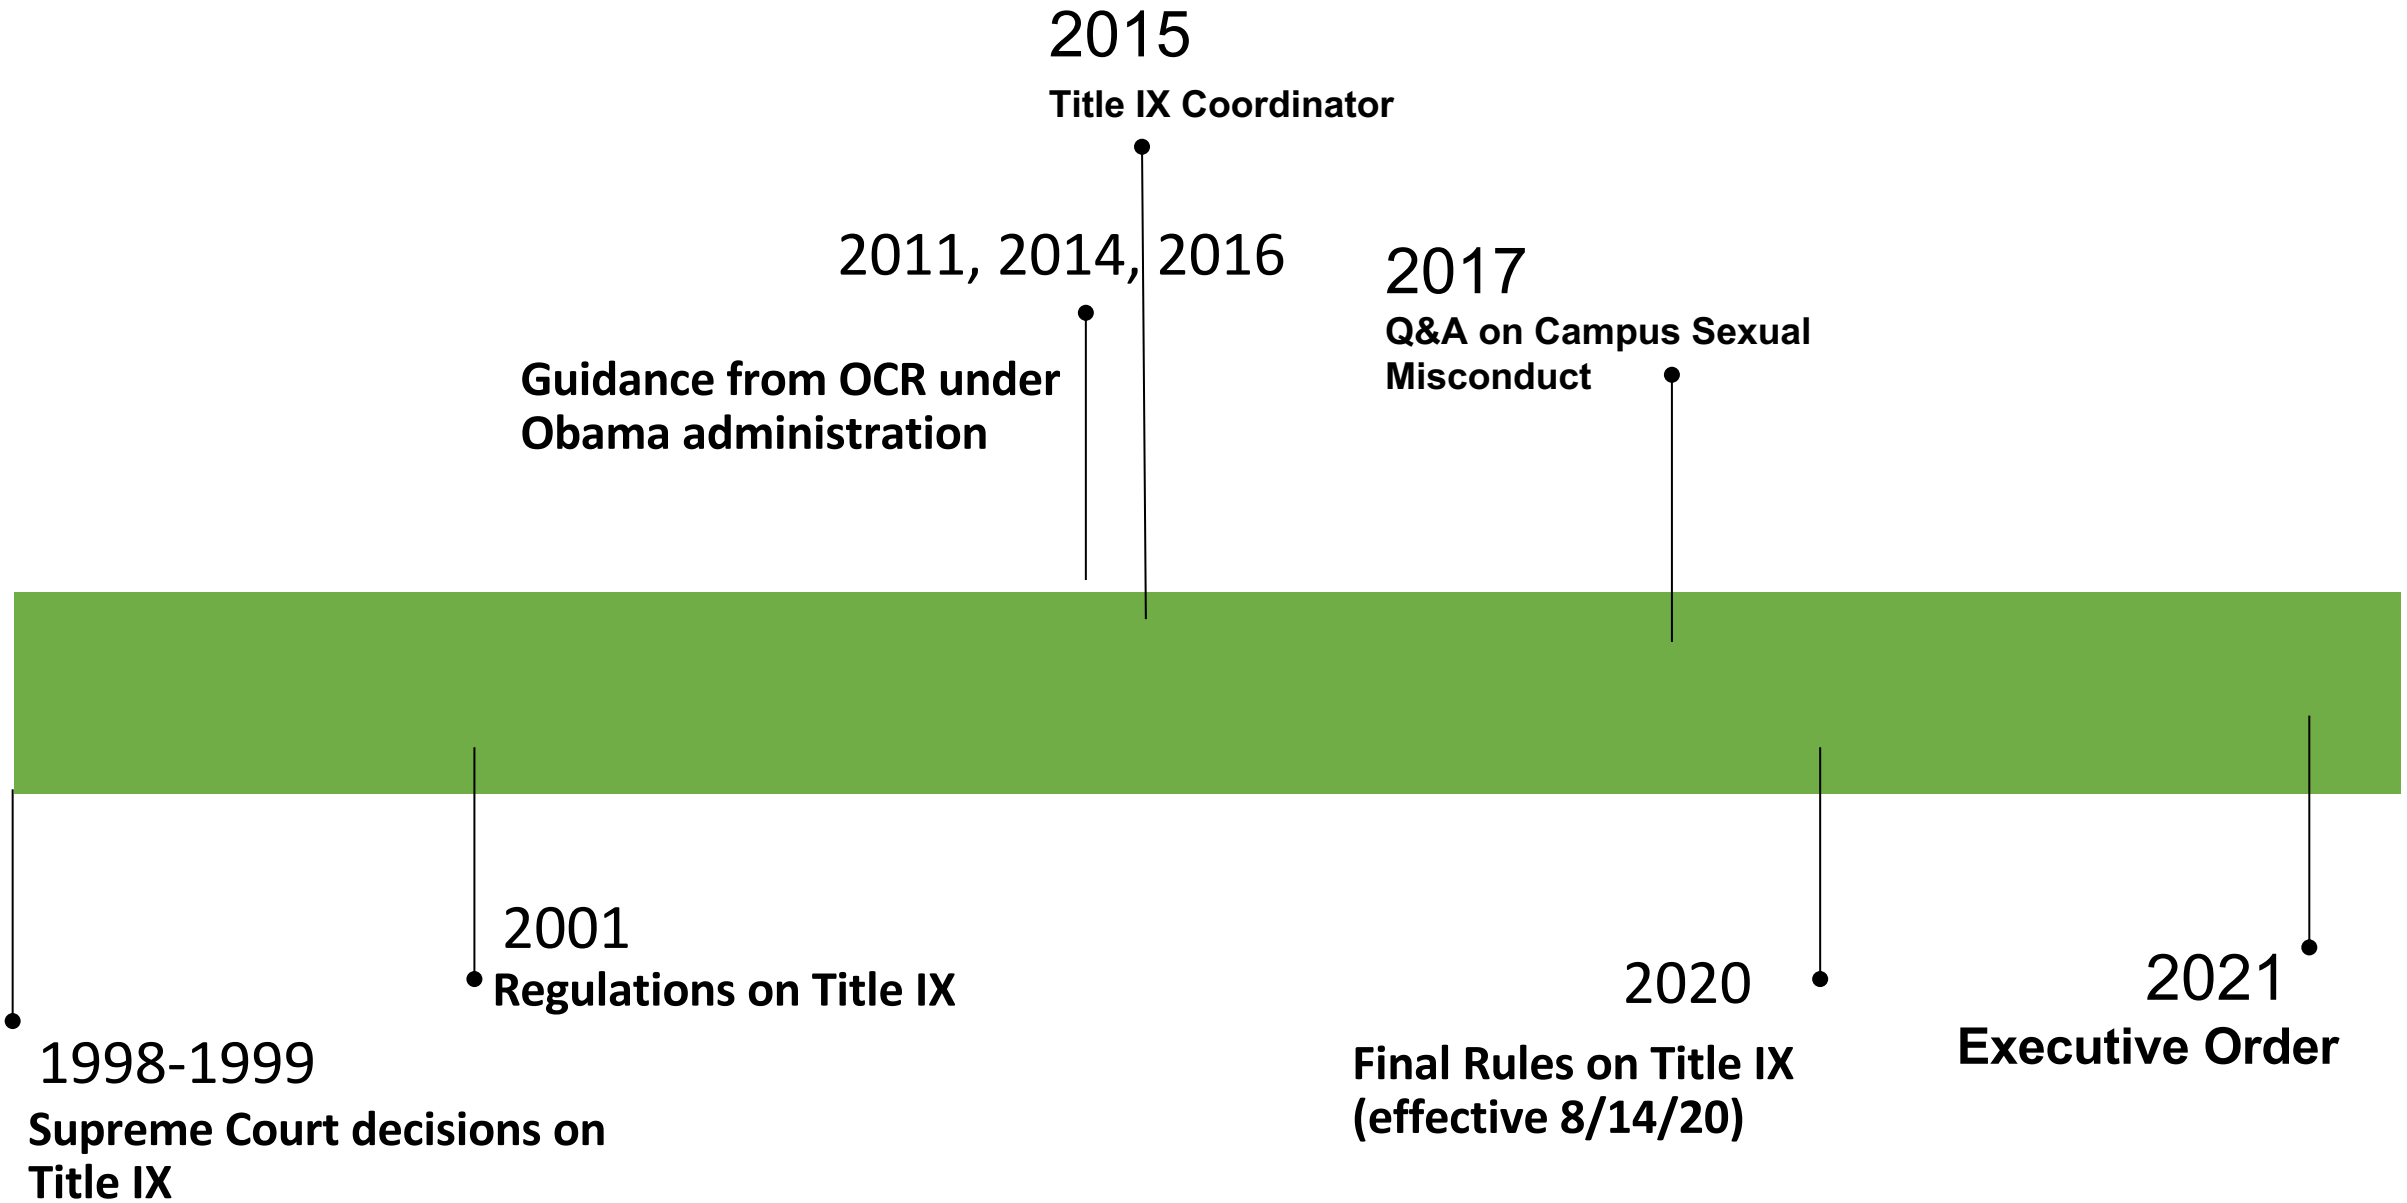 2015
Title IX Coordinator
2011, 2014, 2016
Guidance from OCR under
Obama administration
2017
Q&A on Campus Sexual
Misconduct
1998-1999
Supreme Court decisions on
Title IX
2001
Regulations on Title IX
2020
Final Rules on Title IX
(effective 8/14/20)
2021
Executive Order